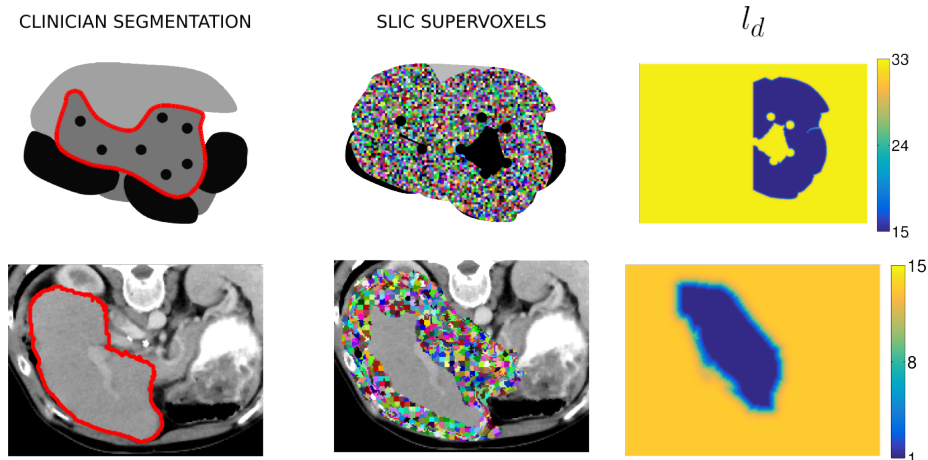 CLINICIAN SEGMENTATION
SLIC SUPERVOXELS
l_d
33
24
15
15
8
1